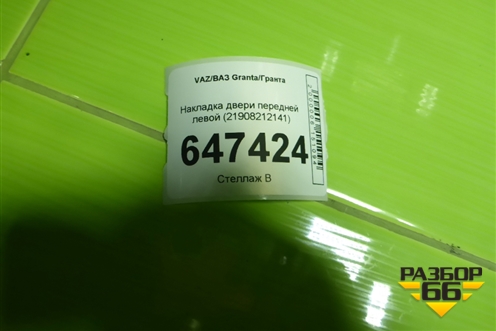 VAZ/ВАЗ Granta/Гранта
Накладка двери передней
левой (21908212141)
647424
Стеллаж В
РАЗБОР
66